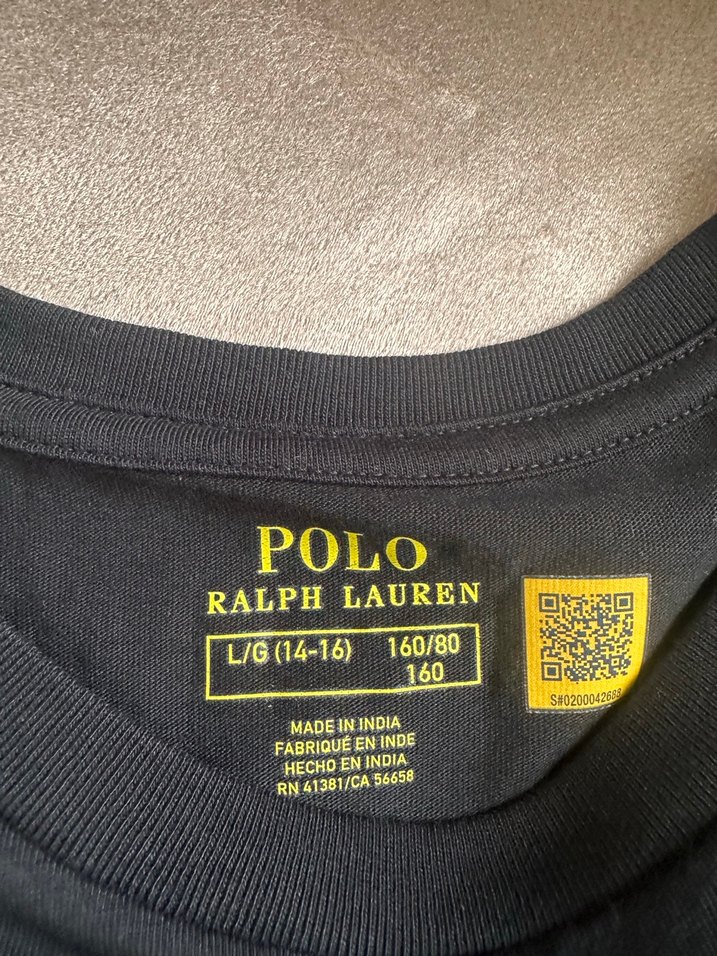 POLO
RALPH LAUREN
L/G (14-16) 160/80
160
MADE IN INDIA
FABRIQUÉ EN INDE
HECHO EN INDIA
RN 41381/CA 56658
S#0200042688